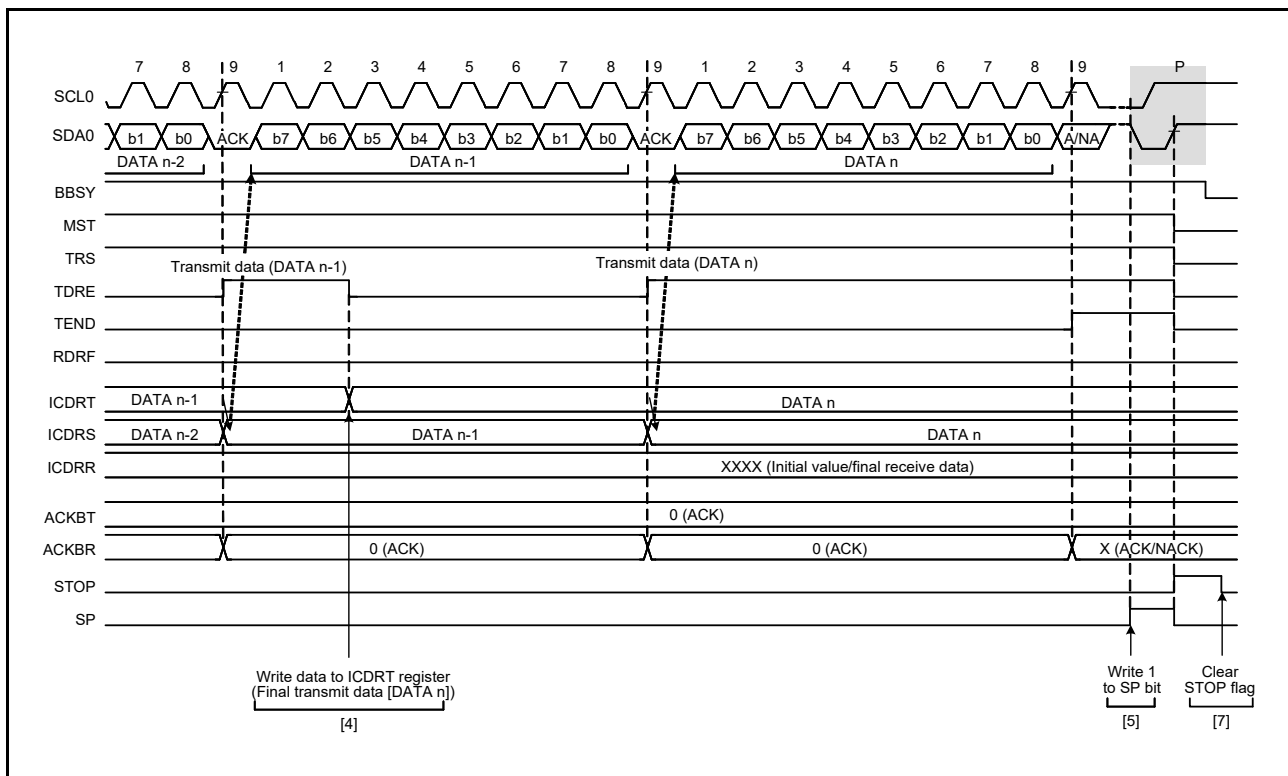 7 8 9 1 2 3 4 5 6 7 8 9 1 2 3 4 5 6 7 8 9 P
SCL0
SDA0 b1 b0 ACK b7 b6 b5 b4 b3 b2 b1 b0 ACK b7 b6 b5 b4 b3 b2 b1 b0 A/NA
DATA n-2 DATA n-1 DATA n
BBSY
MST
TRS
Transmit data (DATA n-1) Transmit data (DATA n)
TDRE
TEND
RDRF
ICDRT DATA n-1 DATA n
ICDRS DATA n-2 DATA n-1 DATA n
ICDRR XXXX (Initial value/final receive data)
ACKBT 0 (ACK)
ACKBR 0 (ACK) 0 (ACK) X (ACK/NACK)
STOP
SP
Write data to ICDRT register
(Final transmit data [DATA n])
[4]
Write 1
to SP bit
[5]
Clear
STOP flag
[7]